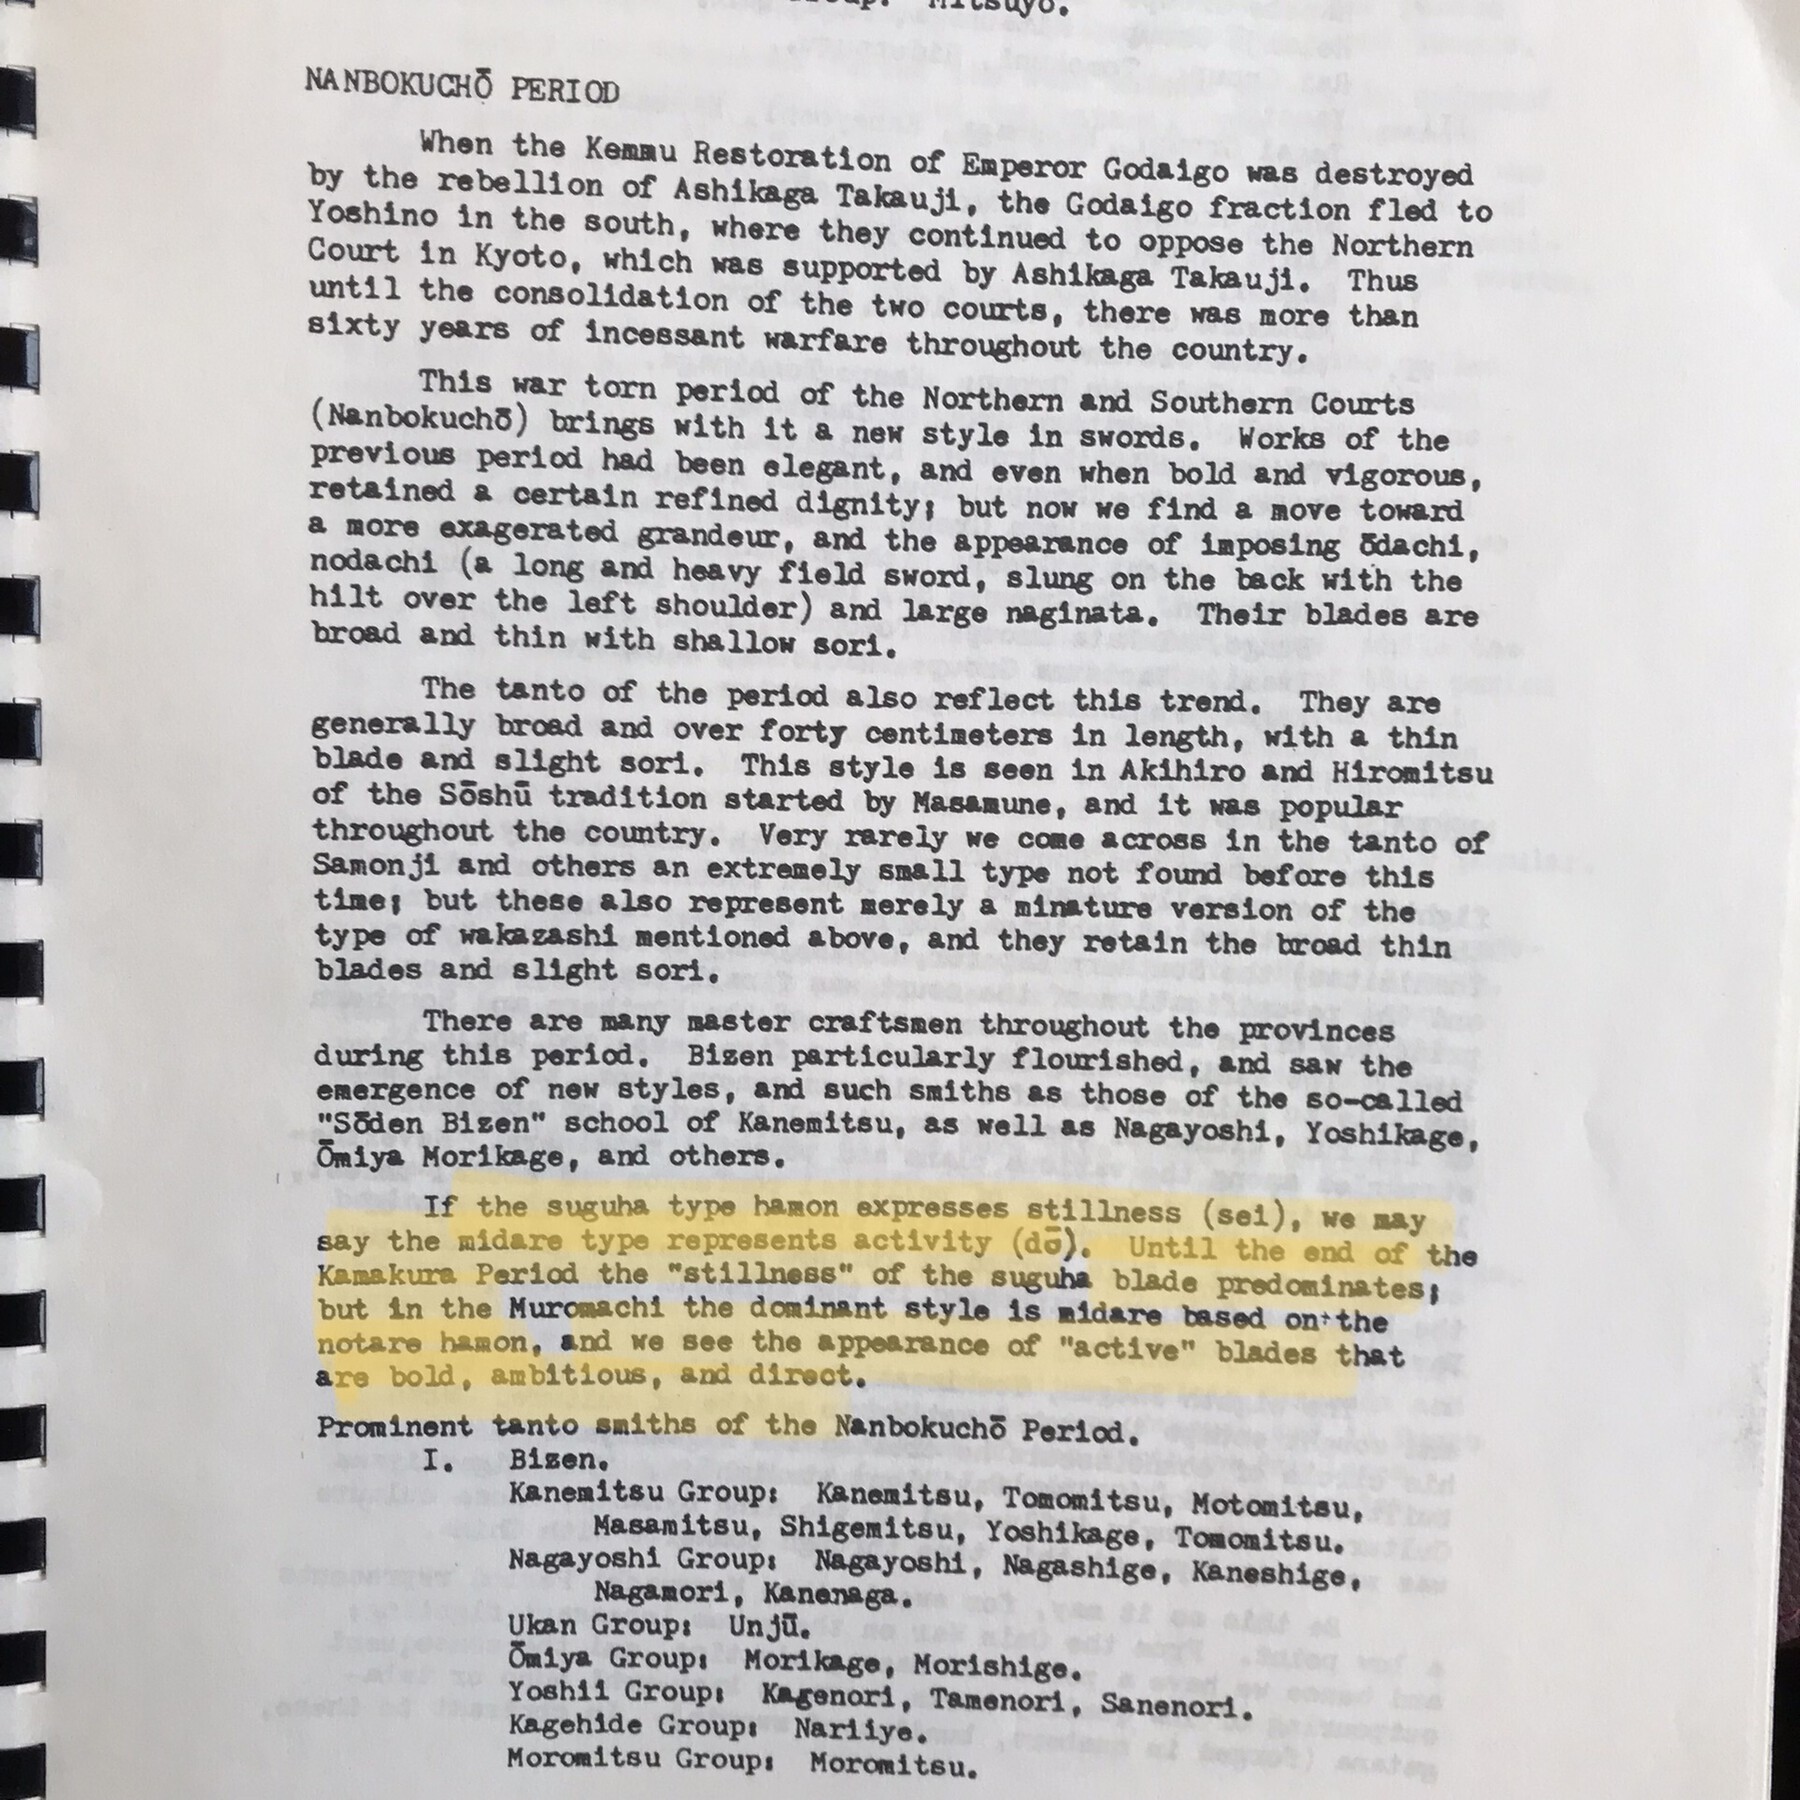 Mitsuyo.
NANBOKUCHŌ PERIOD
When the Kemmu Restoration of Emperor Godaigo was destroyed
by the rebellion of Ashikaga Takauji, the Godaigo fraction fled to
Yoshino in the south, where they continued to oppose the Northern
Court in Kyoto, which was supported by Ashikaga Takauji. Thus
until the consolidation of the two courts, there was more than
sixty years of incessant warfare throughout the country.
This war torn period of the Northern and Southern Courts
(Nanbokuchō) brings with it a new style in swords. Works of the
previous period had been elegant, and even when bold and vigorous,
retained a certain refined dignity; but now we find a move toward
a more exagerated grandeur, and the appearance of imposing ōdachi,
nodachi (a long and heavy field sword, slung on the back with the
hilt over the left shoulder) and large naginata. Their blades are
broad and thin with shallow sori.
The tanto of the period also reflect this trend. They are
generally broad and over forty centimeters in length, with a thin
blade and slight sori. This style is seen in Akihiro and Hiromitsu
of the Sōshū tradition started by Masamune, and it was popular
throughout the country. Very rarely we come across in the tanto of
Samonji and others an extremely small type not found before this
time; but these also represent merely a minature version of the
type of wakazashi mentioned above, and they retain the broad thin
blades and slight sori.
There are many master craftsmen throughout the provinces
during this period. Bizen particularly flourished, and saw the
emergence of new styles, and such smiths as those of the so-called
"Sōden Bizen" school of Kanemitsu, as well as Nagayoshi, Yoshikage,
Ōmiya Morikage, and others.
If the suguha type hamon expresses stillness (sei), we may
say the midare type represents activity (dō). Until the end of the
Kamakura Period the "stillness" of the suguha blade predominates;
but in the Muromachi the dominant style is midare based on the
notare hamon, and we see the appearance of "active" blades that
are bold, ambitious, and direct.
Prominent tanto smiths of the Nanbokuchō Period.
I. Bizen.
Kanemitsu Group: Kanemitsu, Tomomitsu, Motomitsu,
Masamitsu, Shigemitsu, Yoshikage, Tomomitsu.
Nagayoshi Group: Nagayoshi, Nagashige, Kaneshige,
Nagamori, Kanenaga.
Ukan Group: Unjū.
Ōmiya Group: Morikage, Morishige.
Yoshii Group: Kagenori, Tamenori, Sanenori.
Kagehide Group: Nariiye.
Moromitsu Group: Moromitsu.